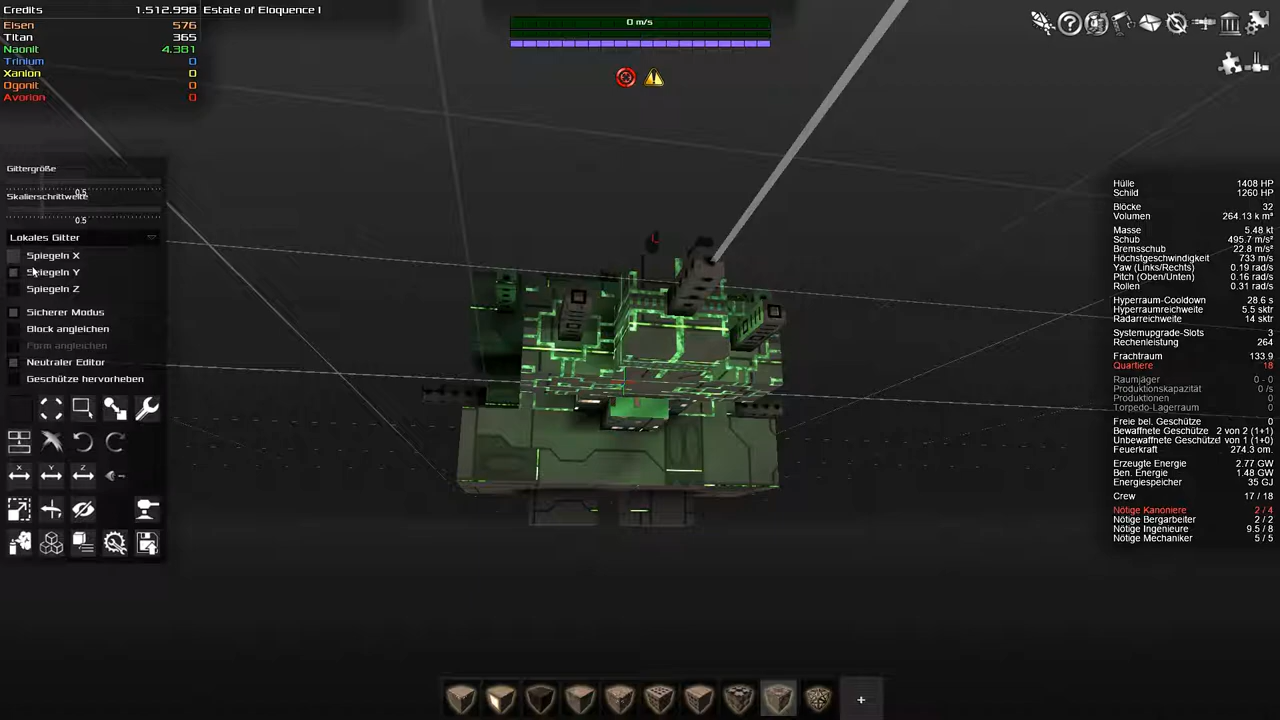 Credits 1.512.998 Estate of Eloquence I
Eisen 576
Titan 365
Naonit 4.381
Trinium 0
Xanion 0
Ogonit 0
Avorion 0
0 m/s
Gittergröße
0.5
Skalierschrittweite
0.5
Lokales Gitter
Spiegeln X
Spiegeln Y
Spiegeln Z
Sicherer Modus
Block angleichen
Form angleichen
Neutraler Editor
Geschütze hervorheben
X Y Z
Hülle 1408 HP
Schild 1260 HP
Blöcke 32
Volumen 264.13 k m³
Masse 5.48 kt
Schub 495.7 m/s²
Bremsschub 22.8 m/s²
Höchstgeschwindigkeit 733 m/s
Yaw (Links/Rechts) 0.19 rad/s
Pitch (Oben/Unten) 0.16 rad/s
Rollen 0.31 rad/s
Hyperraum-Cooldown 28.6 s
Hyperraumreichweite 5.5 sktr
Radarreichweite 14 sktr
Systemupgrade-Slots 3
Rechenleistung 264
Frachtraum 133.9
Quartiere 18
Raumjäger 0 - 0
Produktionskapazität 0 /s
Produktionen 0
Torpedo-Lagerraum 0
Freie bel. Geschütze 0
Bewaffnete Geschütze 2 von 2 (1+1)
Unbewaffnete Geschütze 1 von 1 (1+0)
Feuerkraft 274.3 om.
Erzeugte Energie 2.77 GW
Ben. Energie 1.48 GW
Energiespeicher 35 GJ
Crew 17 / 18
Nötige Kanoniere 2 / 4
Nötige Bergarbeiter 2 / 2
Nötige Ingenieure 9.5 / 8
Nötige Mechaniker 5 / 5
+